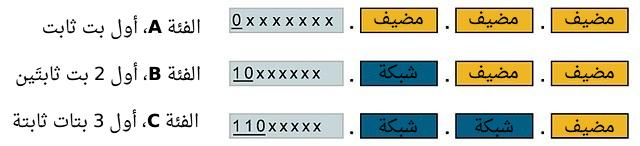 الفئة A، أول بت ثابت 0xxxxxxx . مضيف . مضيف . مضيف
الفئة B، أول 2 بت ثابتَين 10xxxxxx . شبكة . مضيف . مضيف
الفئة C، أول 3 بتات ثابتة 110xxxxx . شبكة . شبكة . مضيف